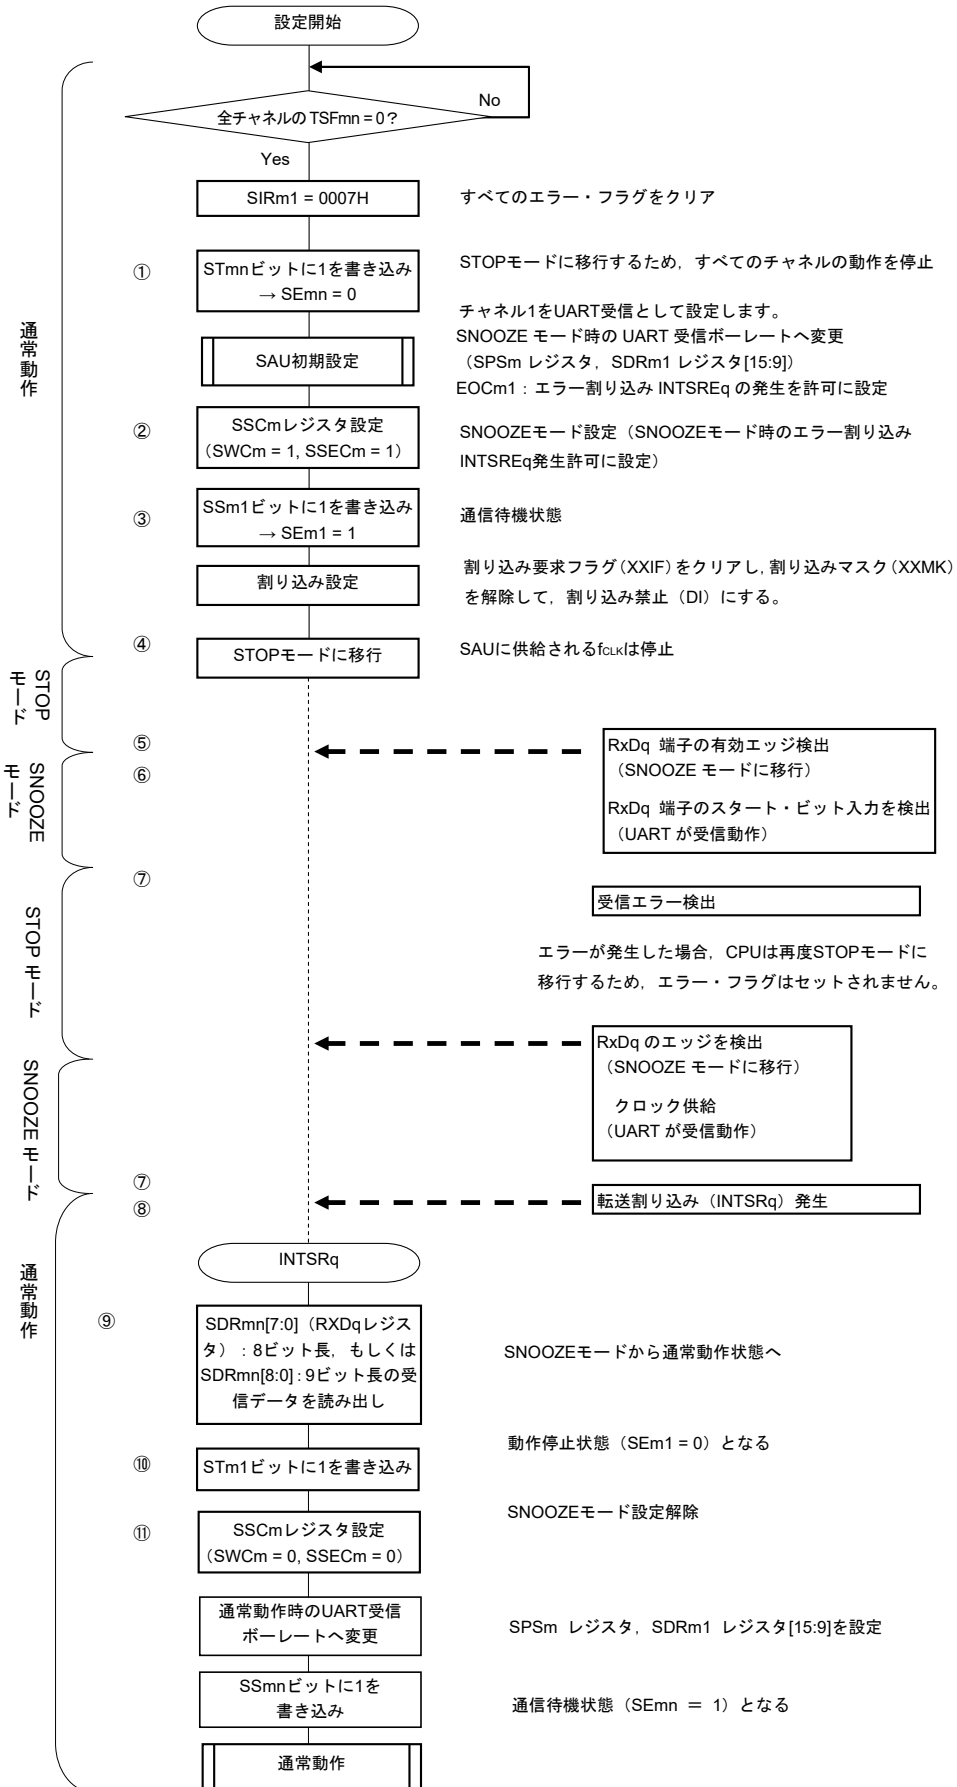 設定開始
No
全チャネルの TSFmn = 0？
Yes
SIRm1 = 0007H
すべてのエラー・フラグをクリア
①
STmnビットに1を書き込み
→ SEmn = 0
STOPモードに移行するため，すべてのチャネルの動作を停止
通常動作
SAU初期設定
チャネル1をUART受信として設定します。
SNOOZE モード時の UART 受信ボーレートへ変更
（SPSm レジスタ，SDRm1 レジスタ[15:9]）
EOCm1：エラー割り込み INTSREq の発生を許可に設定
②
SSCmレジスタ設定
（SWCm = 1, SSECm = 1）
SNOOZEモード設定（SNOOZEモード時のエラー割り込み
INTSREq発生許可に設定）
③
SSm1ビットに1を書き込み
→ SEm1 = 1
通信待機状態
割り込み設定
割り込み要求フラグ（XXIF）をクリアし，割り込みマスク（XXMK）
を解除して，割り込み禁止（DI）にする。
④
STOPモードに移行
SAUに供給されるfCLKは停止
STOP
モード
⑤
⑥
RxDq 端子の有効エッジ検出
（SNOOZE モードに移行）
RxDq 端子のスタート・ビット入力を検出
（UART が受信動作）
SNOOZE
モード
⑦
受信エラー検出
エラーが発生した場合，CPUは再度STOPモードに
移行するため，エラー・フラグはセットされません。
STOP モード
RxDq のエッジを検出
（SNOOZE モードに移行）
クロック供給
（UART が受信動作）
SNOOZE モード
⑦
⑧
転送割り込み（INTSRq）発生
INTSRq
通常動作
⑨
SDRmn[7:0]（RXDqレジス
タ）：8ビット長，もしくは
SDRmn[8:0]：9ビット長の受
信データを読み出し
SNOOZEモードから通常動作状態へ
⑩
STm1ビットに1を書き込み
動作停止状態（SEm1 = 0）となる
⑪
SSCmレジスタ設定
（SWCm = 0, SSECm = 0）
SNOOZEモード設定解除
通常動作時のUART受信
ボーレートへ変更
SPSm レジスタ，SDRm1 レジスタ[15:9]を設定
SSmnビットに1を
書き込み
通信待機状態（SEmn ＝ 1）となる
通常動作